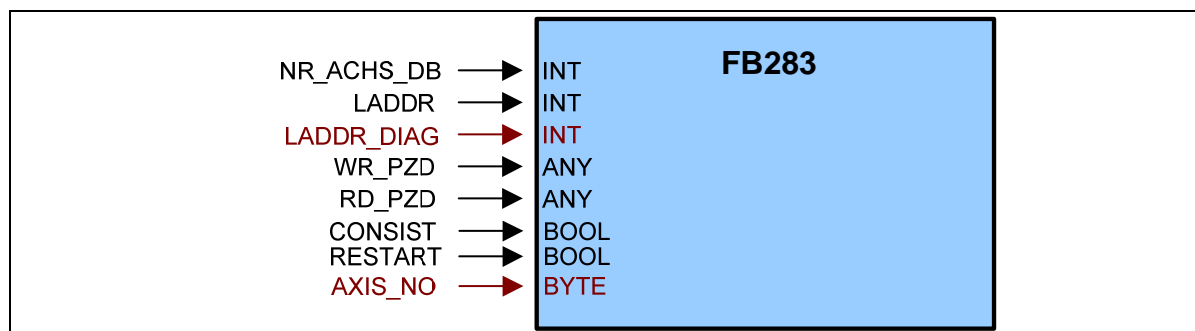 FB283
NR_ACHS_DB INT
LADDR INT
LADDR_DIAG INT
WR_PZD ANY
RD_PZD ANY
CONSIST BOOL
RESTART BOOL
AXIS_NO BYTE